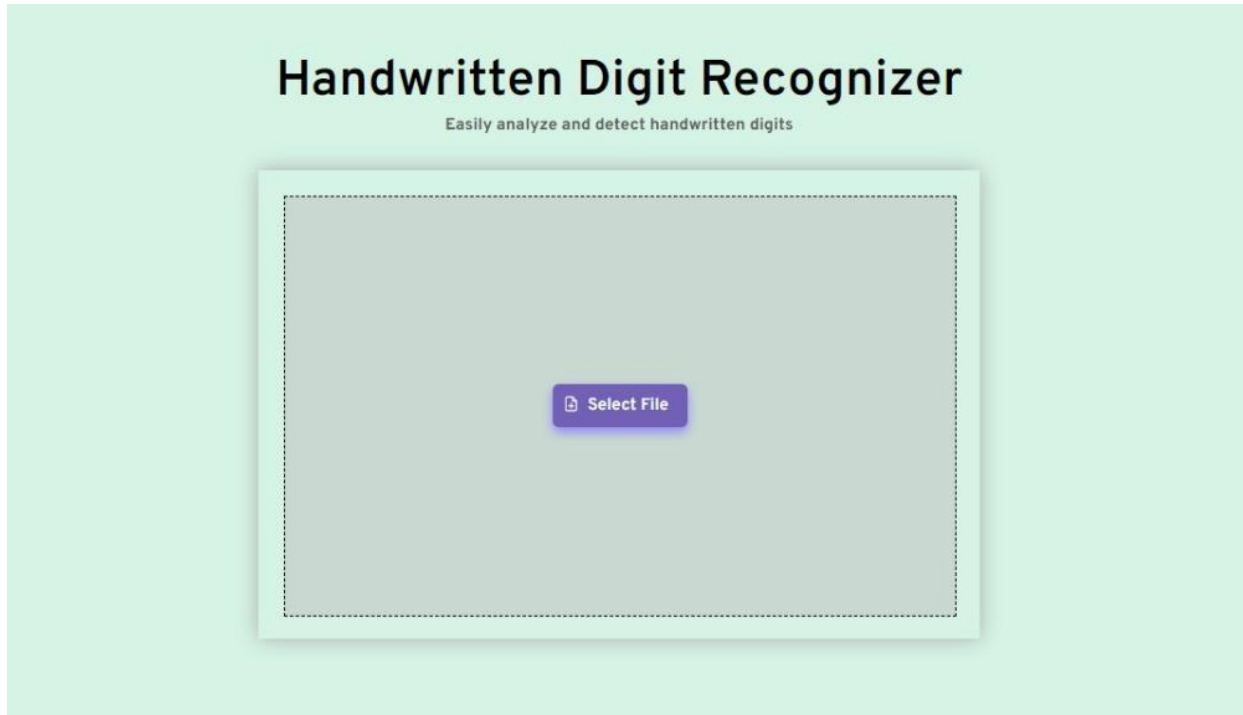 Handwritten Digit Recognizer
Easily analyze and detect handwritten digits
Select File